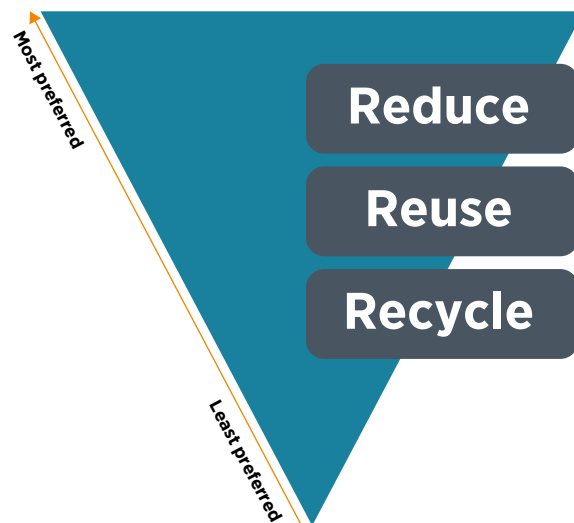 Most preferred
Reduce
Reuse
Recycle
Least preferred